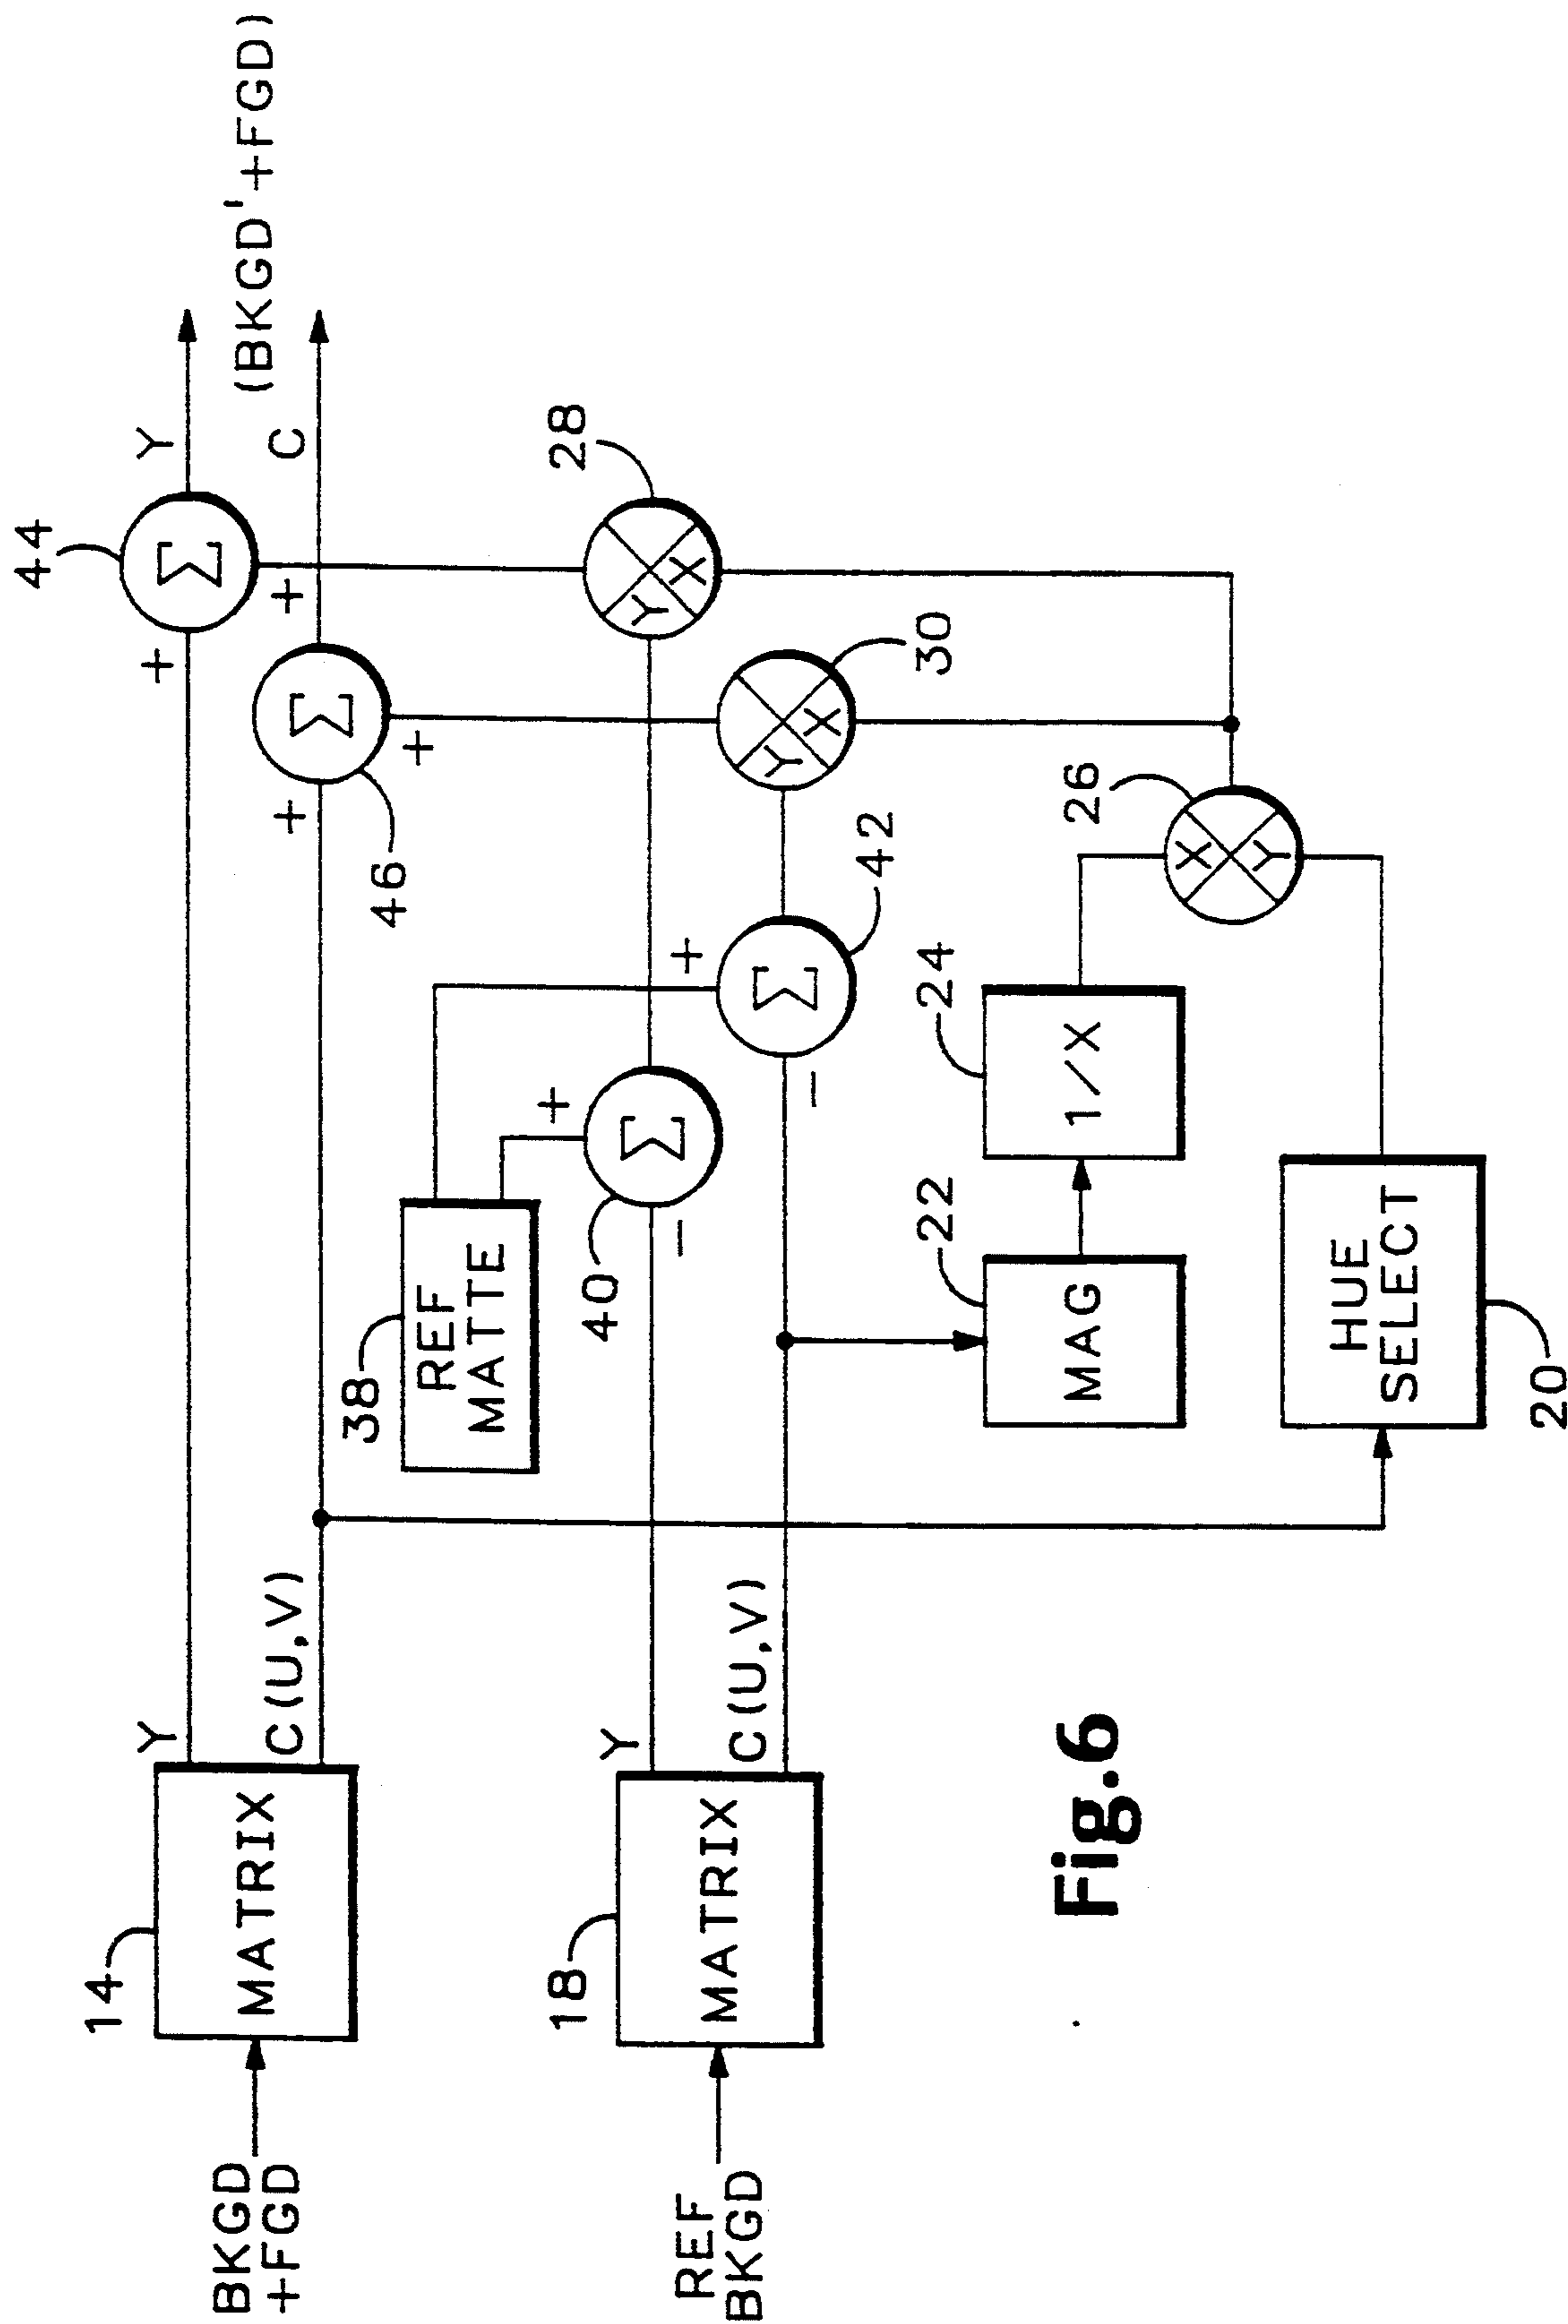 44
Y
C
(BKGD'+FGD)
+
+
Σ
28
Y
X
Σ
+
+
46
30
Y
X
26
X
Y
42
+
Σ
−
24
1/X
+
Σ
−
40
38
REF
MATTE
22
MAG
HUE
SELECT
20
Y
C(U,V)
14
MATRIX
BKGD
+FGD
Y
C(U,V)
18
MATRIX
REF
BKGD
Fig.6